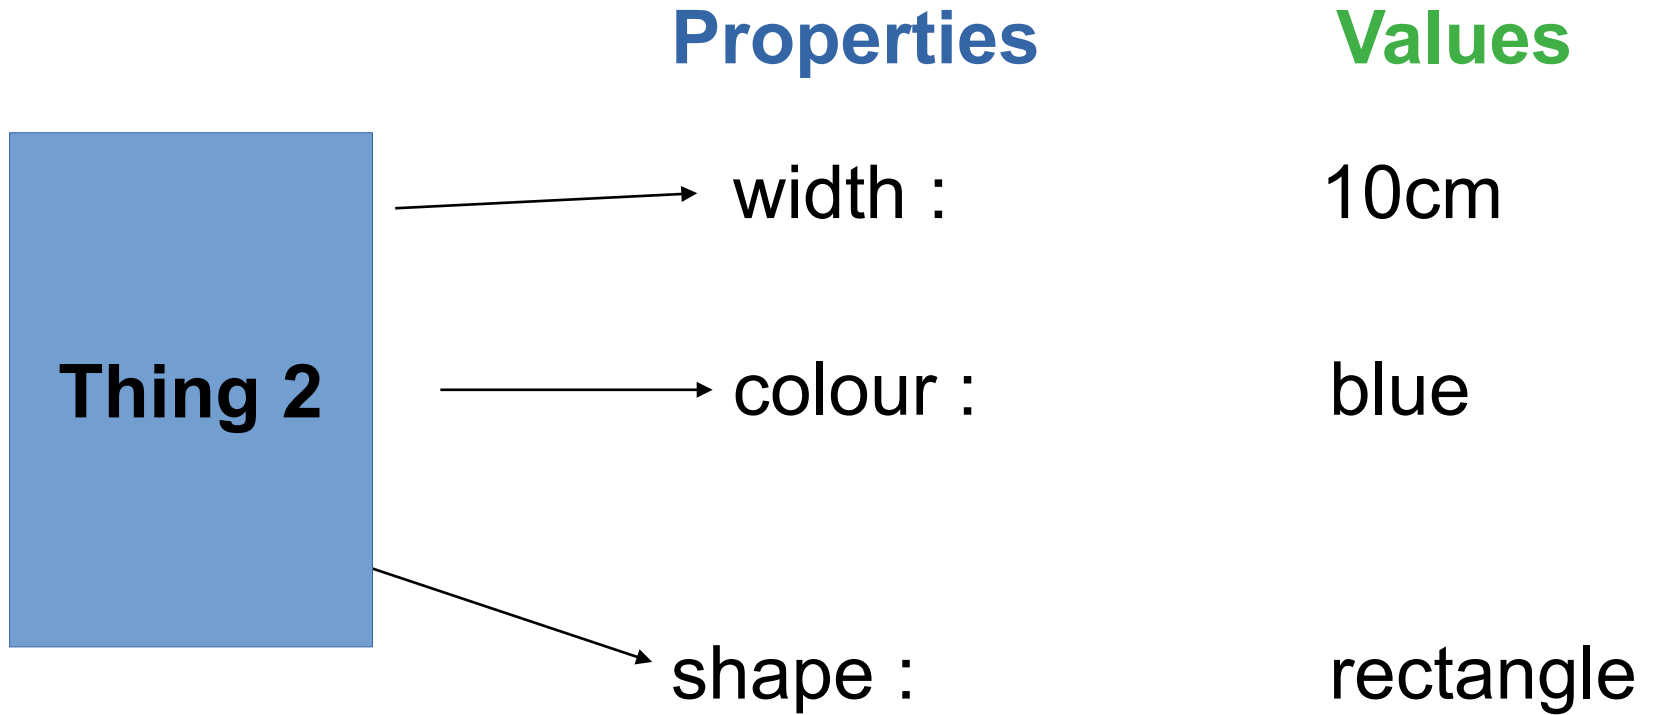 Properties Values
width : 10cm
Thing 2 colour : blue
shape : rectangle